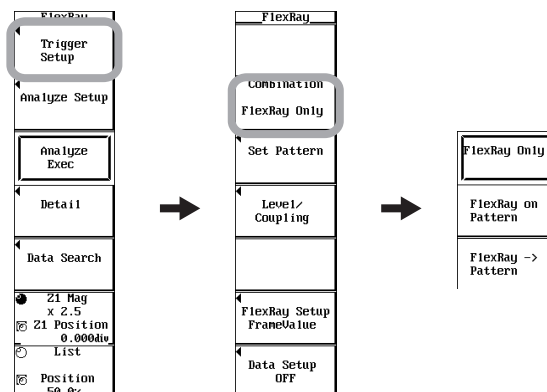 FlexRay
Trigger
Setup
Analyze Setup
Analyze
Exec
Detail
Data Search
Z1 Mag
x 2.5
Z1 Position
0.000div
List
Position
50.0%
FlexRay
Combination
FlexRay Only
Set Pattern
Level/
Coupling
FlexRay Setup
FrameValue
Data Setup
OFF
FlexRay Only
FlexRay on
Pattern
FlexRay ->
Pattern